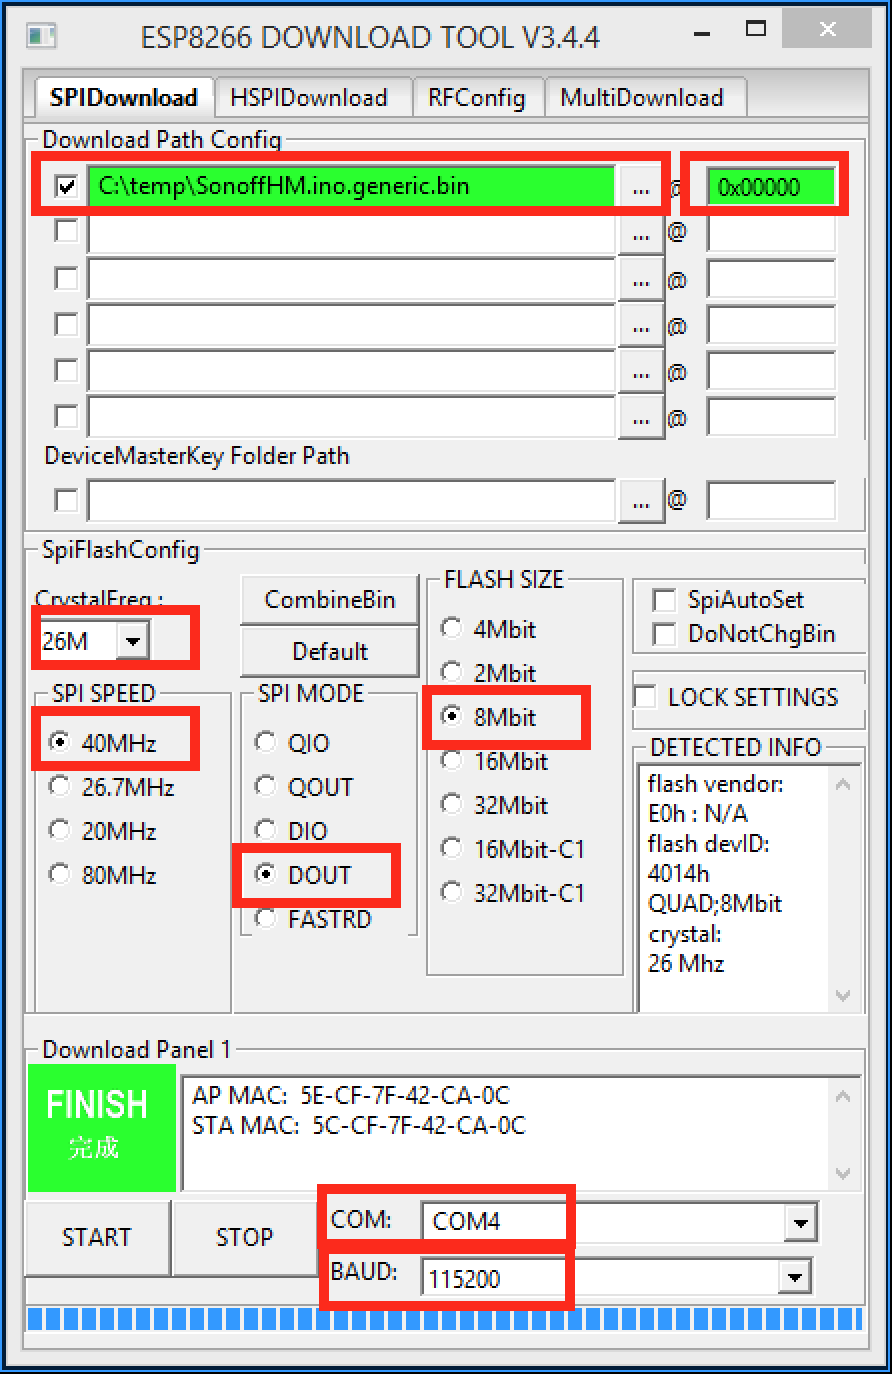 ESP8266 DOWNLOAD TOOL V3.4.4
SPIDownload HSPIDownload RFConfig MultiDownload
Download Path Config
C:\temp\SonoffHM.ino.generic.bin ... @ 0x00000
... @
... @
... @
... @
... @
DeviceMasterKey Folder Path
... @
SpiFlashConfig
CrystalFreq :
26M
CombineBin
Default
SPI SPEED
40MHz
26.7MHz
20MHz
80MHz
SPI MODE
QIO
QOUT
DIO
DOUT
FASTRD
FLASH SIZE
4Mbit
2Mbit
8Mbit
16Mbit
32Mbit
16Mbit-C1
32Mbit-C1
SpiAutoSet
DoNotChgBin
LOCK SETTINGS
DETECTED INFO
flash vendor:
E0h : N/A
flash devID:
4014h
QUAD;8Mbit
crystal:
26 Mhz
Download Panel 1
FINISH
完成
AP MAC: 5E-CF-7F-42-CA-0C
STA MAC: 5C-CF-7F-42-CA-0C
START
STOP
COM: COM4
BAUD: 115200